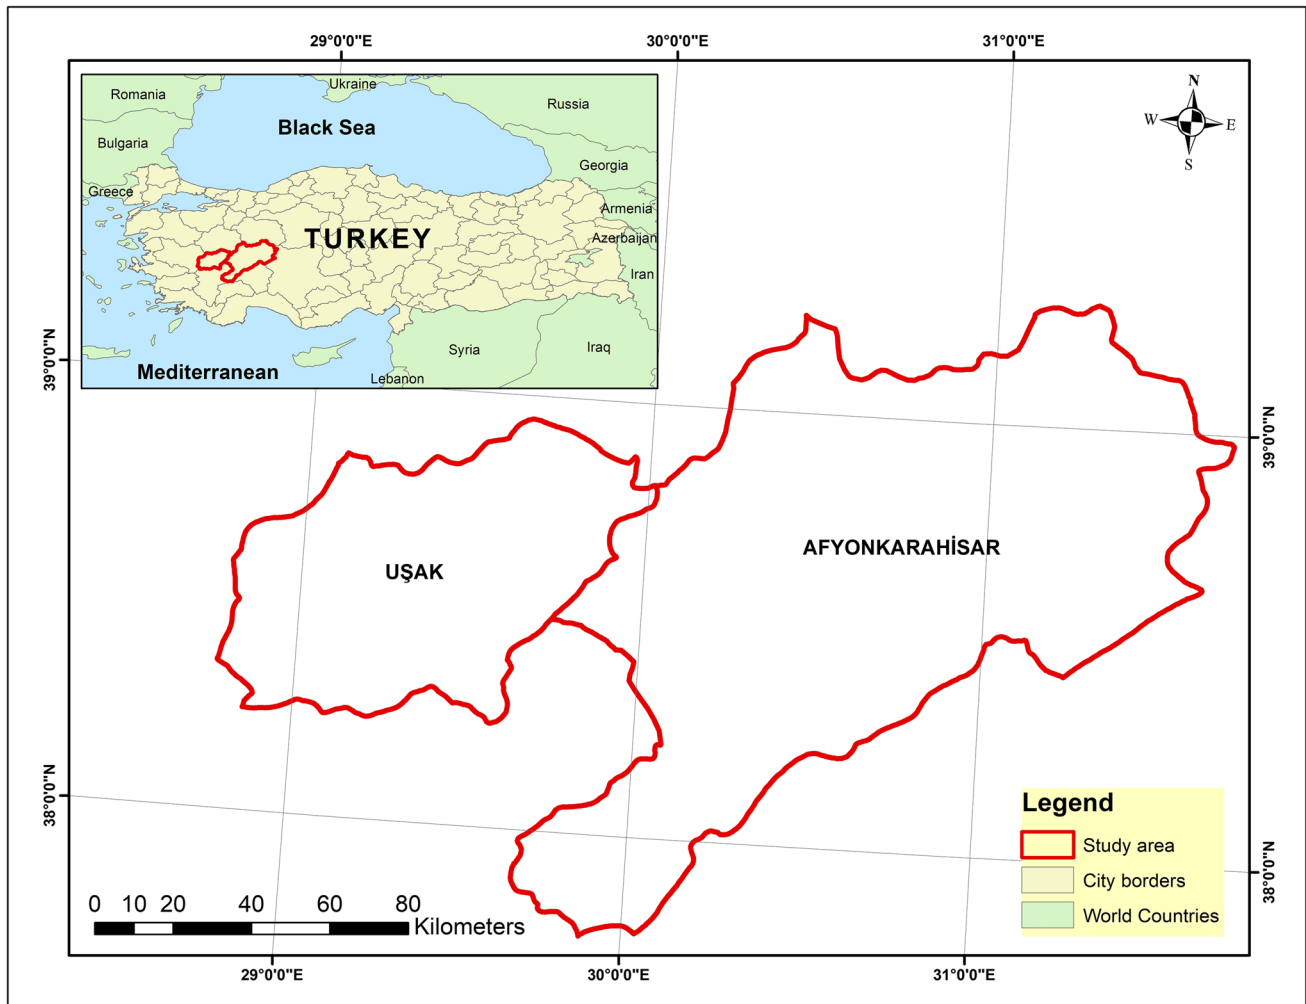 29°0'0"E
30°0'0"E
31°0'0"E
Romania
Ukraine
Russia
Black Sea
Bulgaria
Georgia
Greece
Armenia
TURKEY
Azerbaijan
Iran
Syria
Iraq
Mediterranean
Lebanon
N
W
E
S
39°0'0"N
39°0'0"N
UŞAK
AFYONKARAHİSAR
38°0'0"N
38°0'0"N
Legend
Study area
City borders
World Countries
0 10 20 40 60 80
Kilometers
29°0'0"E
30°0'0"E
31°0'0"E